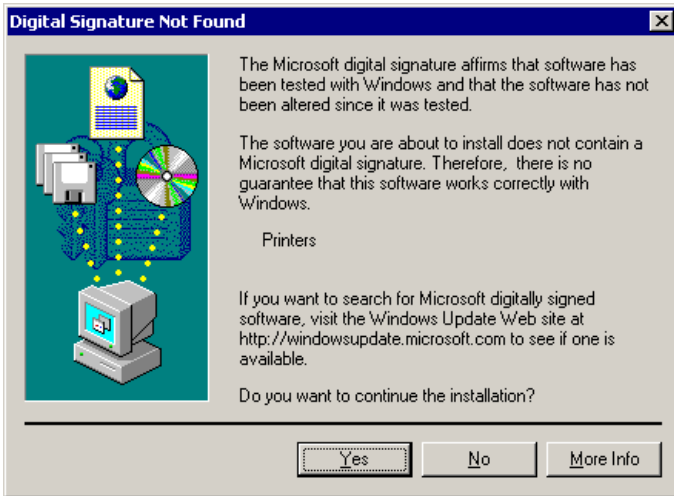 Digital Signature Not Found
The Microsoft digital signature affirms that software has
been tested with Windows and that the software has not
been altered since it was tested.
The software you are about to install does not contain a
Microsoft digital signature. Therefore,  there is no
guarantee that this software works correctly with
Windows.
Printers
If you want to search for Microsoft digitally signed
software, visit the Windows Update Web site at
http://windowsupdate.microsoft.com to see if one is
available.
Do you want to continue the installation?
Yes
No
More Info